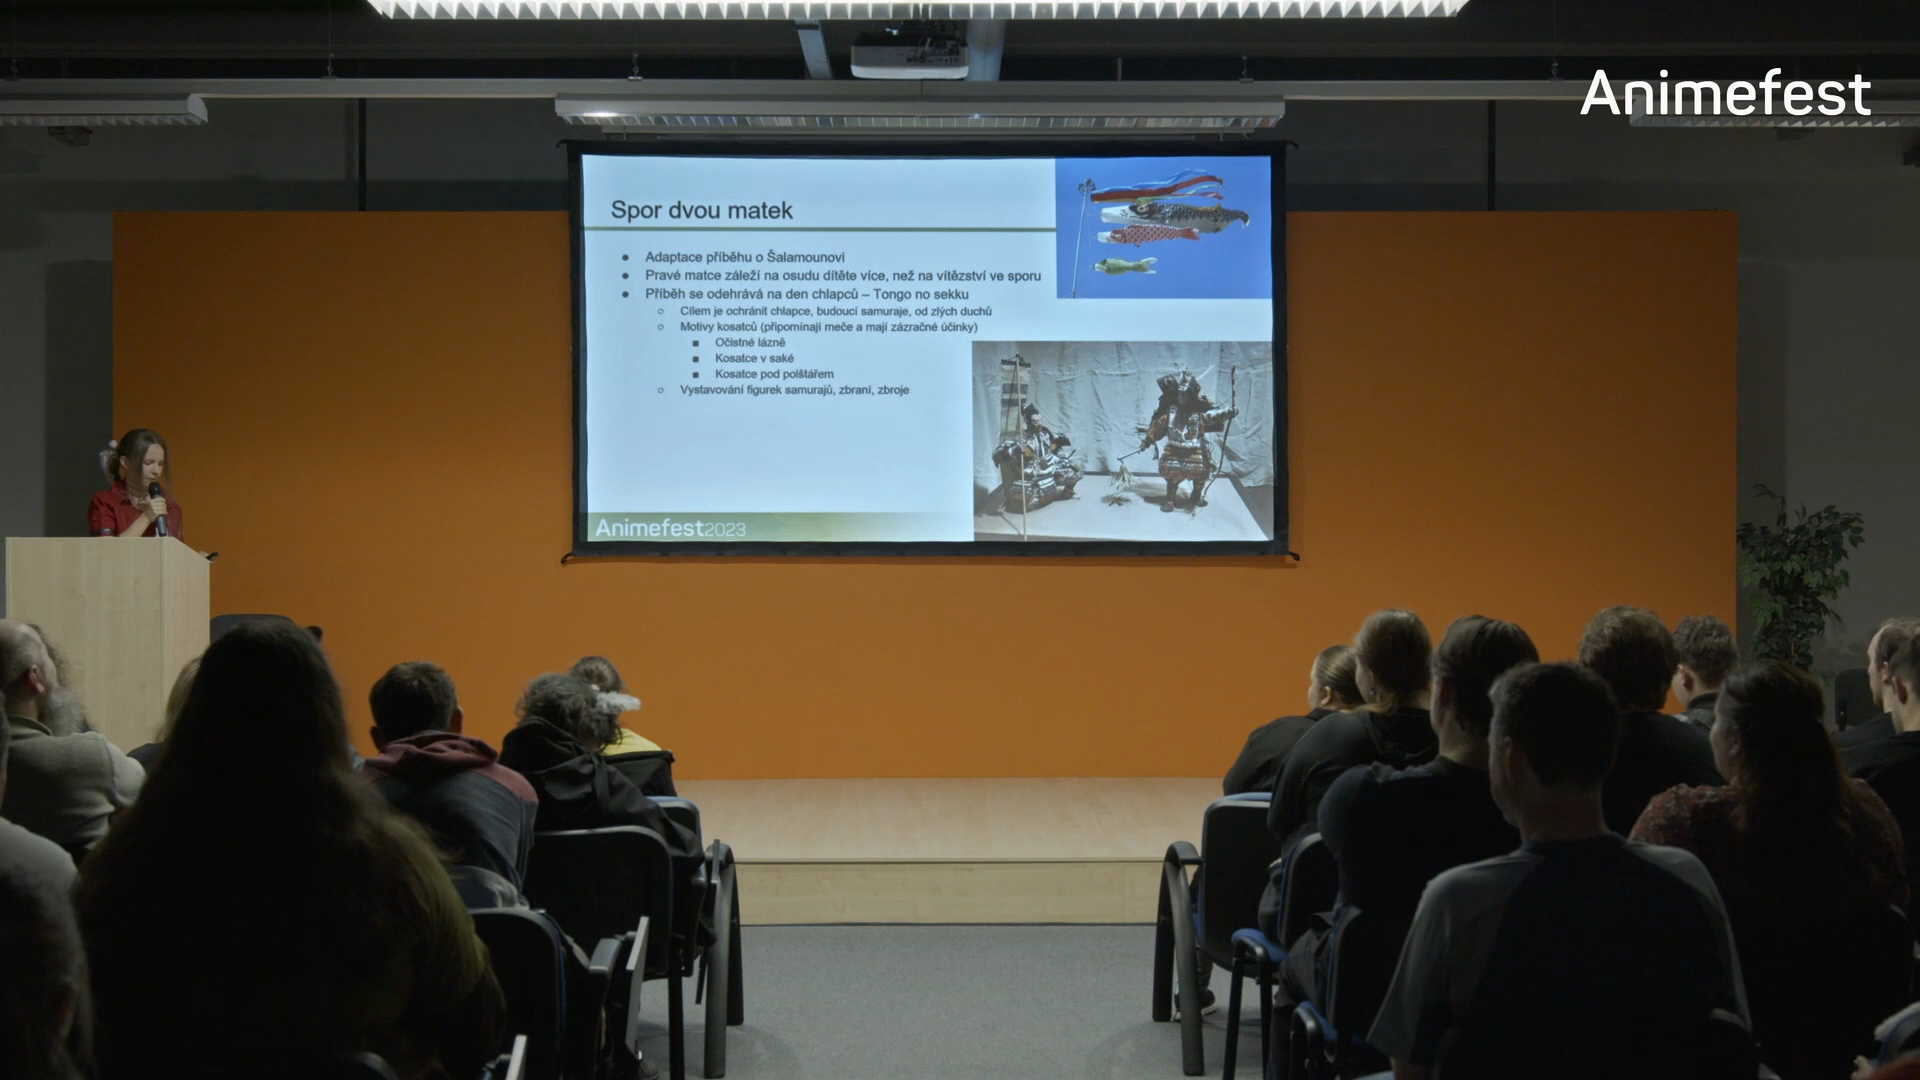 Animefest
Spor dvou matek
● Adaptace příběhu o Šalamounovi
● Pravé matce záleží na osudu dítěte více, než na vítězství ve sporu
● Příběh se odehrává na den chlapců – Tongo no sekku
○ Cílem je ochránit chlapce, budoucí samuraje, od zlých duchů
○ Motivy kosatců (připomínají meče a mají zázračné účinky)
■ Očistné lázně
■ Kosatce v saké
■ Kosatce pod polštářem
○ Vystavování figurek samurajů, zbraní, zbroje
Animefest2023